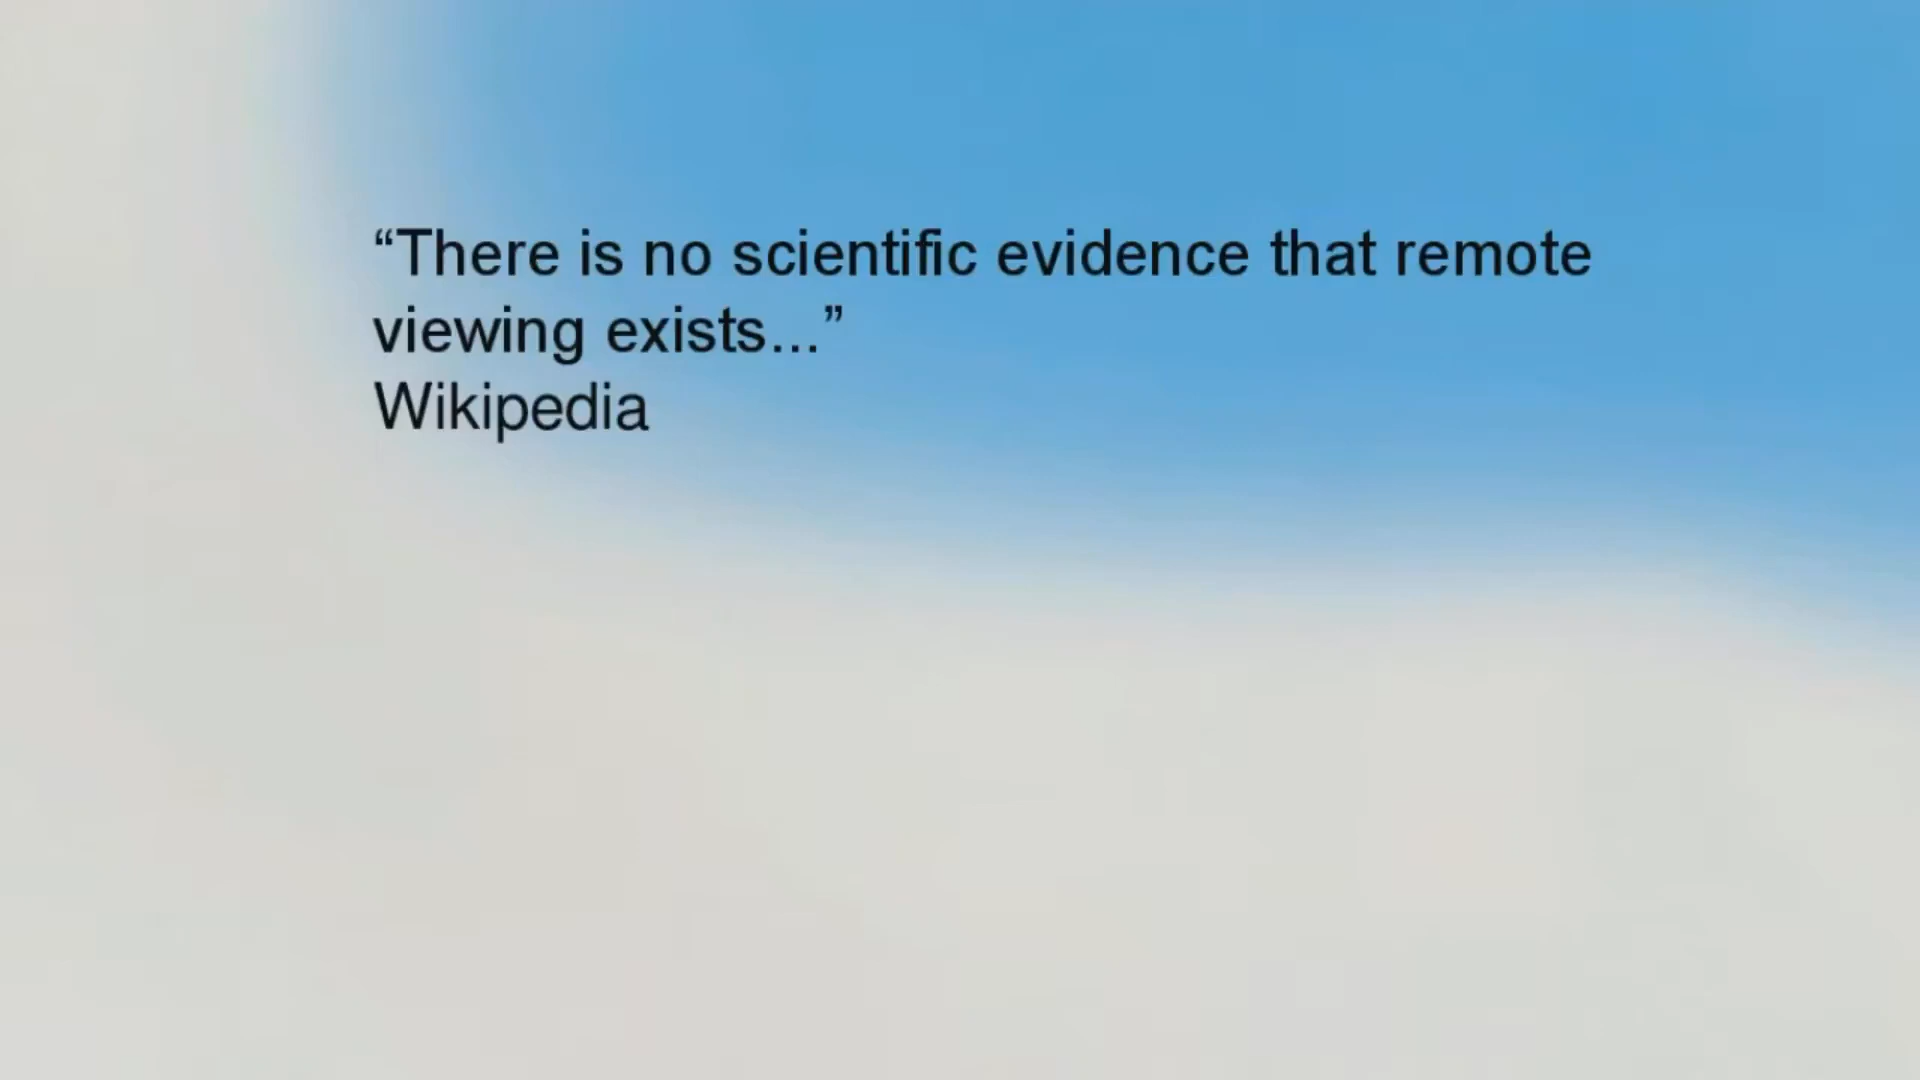 “There is no scientific evidence that remote
viewing exists...”
Wikipedia